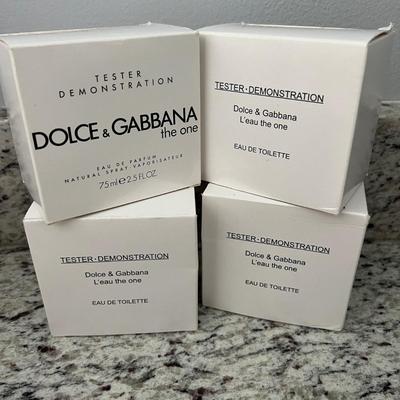 TESTER
DEMONSTRATION
DOLCE & GABBANA
the one
EAU DE PARFUM
NATURAL SPRAY·VAPORISATEUR
75 ml ℮ 2.5 FL.OZ.
TESTER·DEMONSTRATION
Dolce & Gabbana
L'eau the one
EAU DE TOILETTE
TESTER·DEMONSTRATION
Dolce & Gabbana
L'eau the one
EAU DE TOILETTE
TESTER·DEMONSTRATION
Dolce & Gabbana
L'eau the one
EAU DE TOILETTE